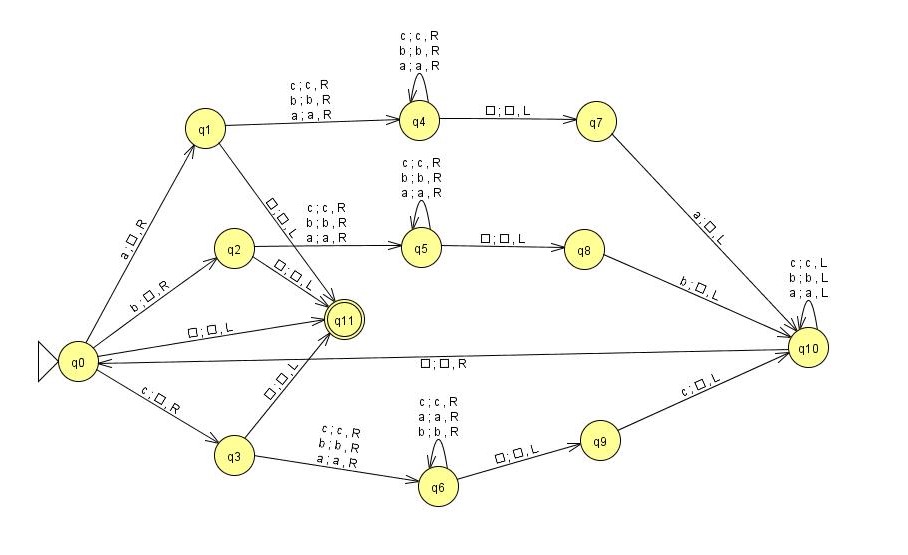 c ; c , R
b ; b , R
a ; a , R
q4
c ; c , R
b ; b , R
a ; a , R
q1
□ ; □ , L
q7
c ; c , R
b ; b , R
a ; a , R
q5
a ; □ , R
□ ; □ , L
c ; c , R
b ; b , R
a ; a , R
q2
□ ; □ , L
q8
a ; □ , L
b ; □ , R
□ ; □ , L
b ; □ , L
c ; c , L
b ; b , L
a ; a , L
q10
□ ; □ , L
q11
q0
□ ; □ , R
c ; □ , R
□ ; □ , L
c ; □ , L
q3
c ; c , R
b ; b , R
a ; a , R
c ; c , R
a ; a , R
b ; b , R
q6
□ ; □ , L
q9